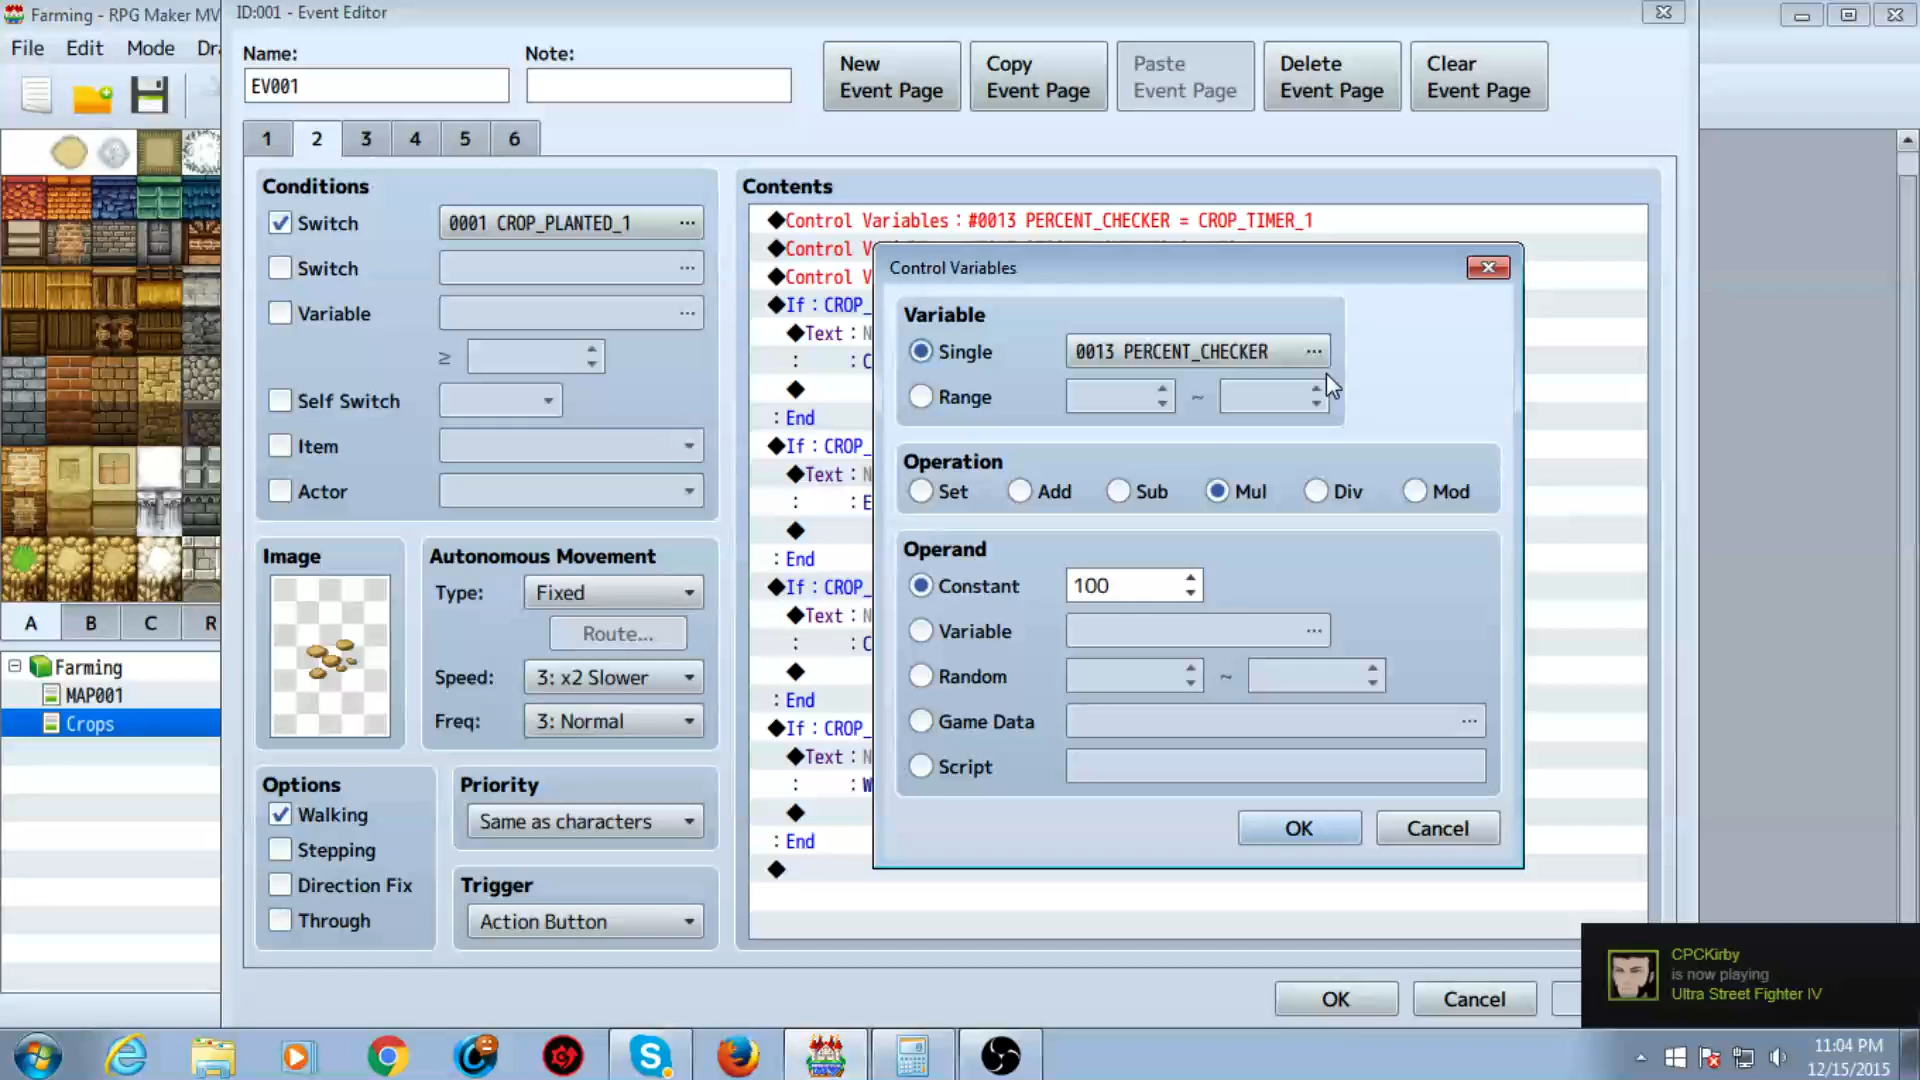 Farming - RPG Maker MV
ID:001 - Event Editor
File Edit Mode
Name:
Note:
EV001
New Event Page
Copy Event Page
Paste Event Page
Delete Event Page
Clear Event Page
1 2 3 4 5 6
Conditions
Switch 0001 CROP_PLANTED_1 ...
Switch ...
Variable ...
≥
Self Switch
Item
Actor
Image
Autonomous Movement
Type: Fixed
Route...
Speed: 3: x2 Slower
Freq: 3: Normal
Options
Walking
Stepping
Direction Fix
Through
Priority
Same as characters
Trigger
Action Button
Contents
◆Control Variables : #0013 PERCENT_CHECKER = CROP_TIMER_1
◆Control V
◆Control V
◆If : CROP_
◆Text : N
: : C
◆
: End
◆If : CROP_
◆Text : N
: : E
◆
: End
◆If : CROP_
◆Text : N
: : C
◆
: End
◆If : CROP_
◆Text : N
: : W
◆
: End
◆
Control Variables
Variable
Single 0013 PERCENT_CHECKER ...
Range ~
Operation
Set Add Sub Mul Div Mod
Operand
Constant 100
Variable ...
Random ~
Game Data ...
Script
OK Cancel
OK Cancel
A B C R
Farming
MAP001
Crops
CPCKirby
is now playing
Ultra Street Fighter IV
11:04 PM
12/15/2015